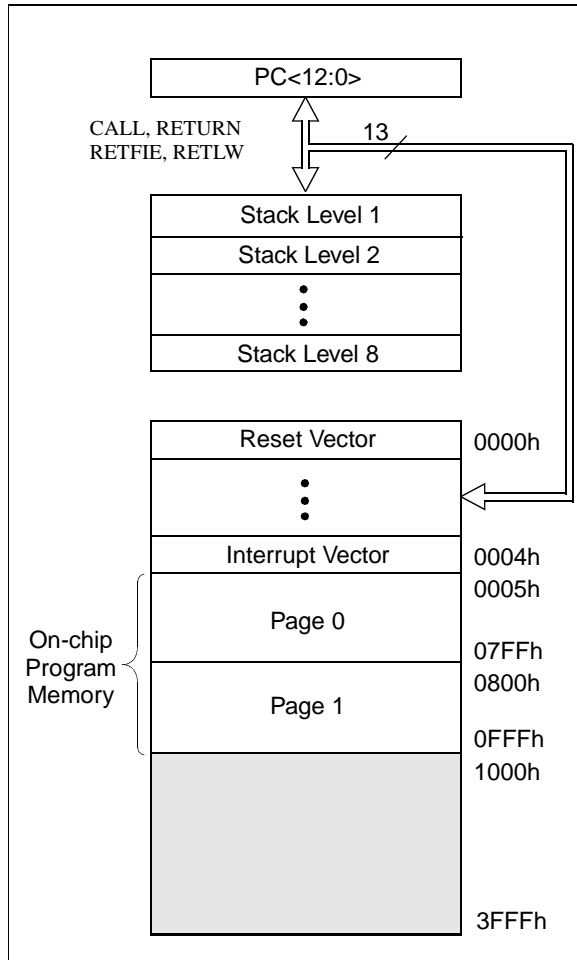 PC<12:0>
CALL, RETURN
RETFIE, RETLW
13
Stack Level 1
Stack Level 2
Stack Level 8
Reset Vector
0000h
Interrupt Vector
0004h
0005h
Page 0
On-chip
Program
Memory
07FFh
0800h
Page 1
0FFFh
1000h
3FFFh